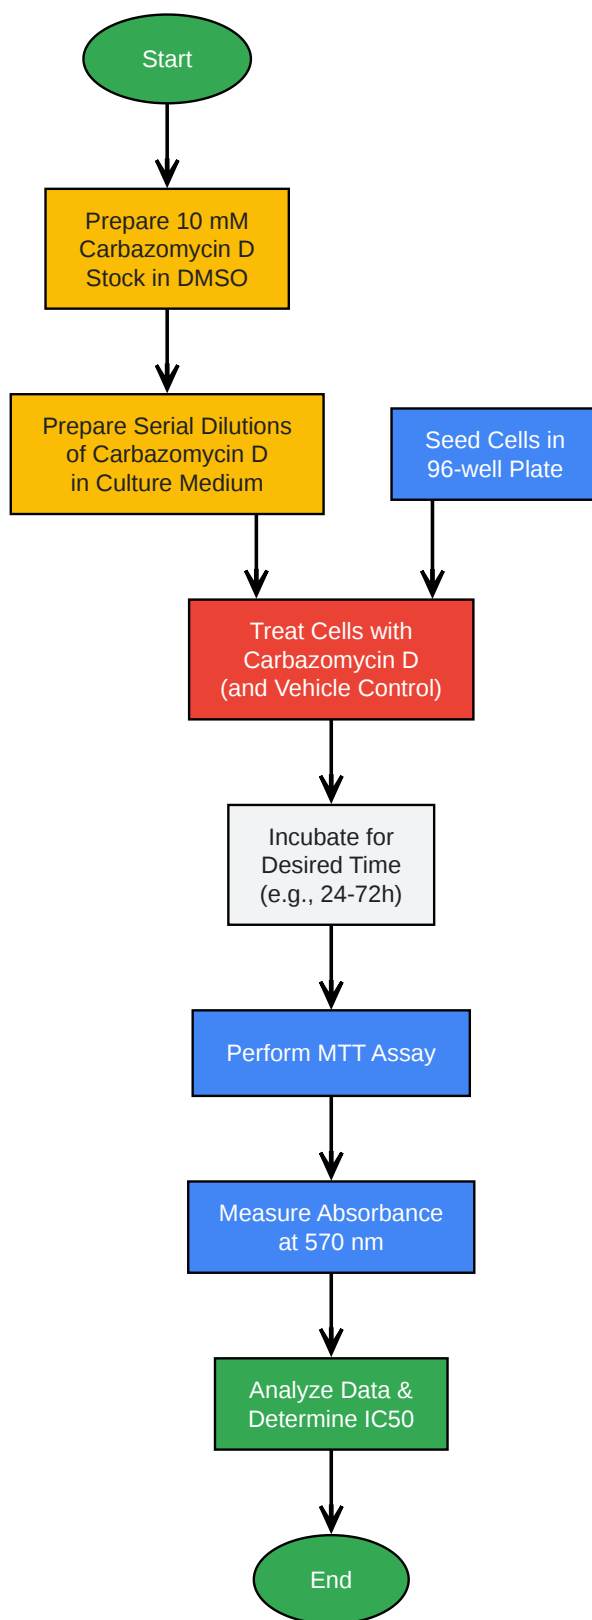 Start
Prepare 10 mM
Carbazomycin D
Stock in DMSO
Prepare Serial Dilutions
of Carbazomycin D
in Culture Medium
Seed Cells in
96-well Plate
Treat Cells with
Carbazomycin D
(and Vehicle Control)
Incubate for
Desired Time
(e.g., 24-72h)
Perform MTT Assay
Measure Absorbance
at 570 nm
Analyze Data &
Determine IC50
End